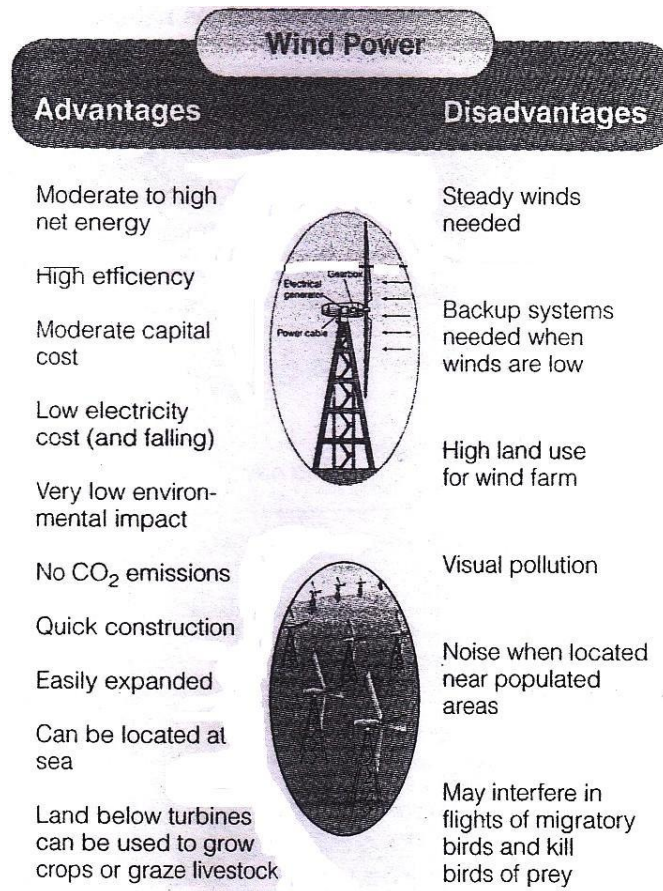 Wind Power
Advantages
Disadvantages
Moderate to high
net energy
High efficiency
Moderate capital
cost
Low electricity
cost (and falling)
Very low environ-
mental impact
No CO₂ emissions
Quick construction
Easily expanded
Can be located at
sea
Land below turbines
can be used to grow
crops or graze livestock
Gearbox
Electrical
generator
Power cable
Steady winds
needed
Backup systems
needed when
winds are low
High land use
for wind farm
Visual pollution
Noise when located
near populated
areas
May interfere in
flights of migratory
birds and kill
birds of prey